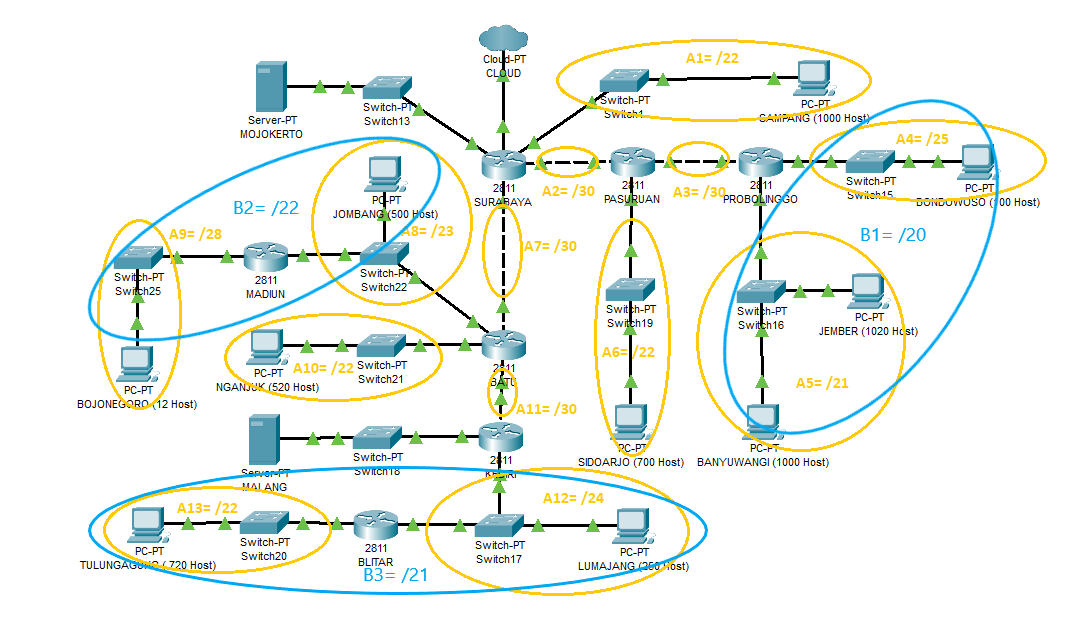 Cloud-PT
CLOUD
A1= /22
Switch-PT
Switch1
PC-PT
SAMPANG (1000 Host)
Server-PT
MOJOKERTO
Switch-PT
Switch13
2811
SURABAYA
A2= /30
2811
PASURUAN
A3= /30
2811
PROBOLINGGO
A4= /25
Switch-PT
Switch15
PC-PT
BONDOWOSO (100 Host)
B1= /20
B2= /22
PC-PT
JOMBANG (500 Host)
A8= /23
A7= /30
A9= /28
Switch-PT
Switch25
2811
MADIUN
Switch-PT
Switch22
Switch-PT
Switch19
Switch-PT
Switch16
PC-PT
JEMBER (1020 Host)
A6= /22
A5= /21
PC-PT
NGANJUK (520 Host)
A10= /22
Switch-PT
Switch21
2811
BATU
PC-PT
BOJONEGORO (12 Host)
A11= /30
Server-PT
MALANG
Switch-PT
Switch18
2811
KEDIRI
PC-PT
SIDOARJO (700 Host)
PC-PT
BANYUWANGI (1000 Host)
A13= /22
A12= /24
PC-PT
TULUNGAGUNG ( 720 Host)
Switch-PT
Switch20
2811
BLITAR
Switch-PT
Switch17
PC-PT
LUMAJANG (250 Host)
B3= /21